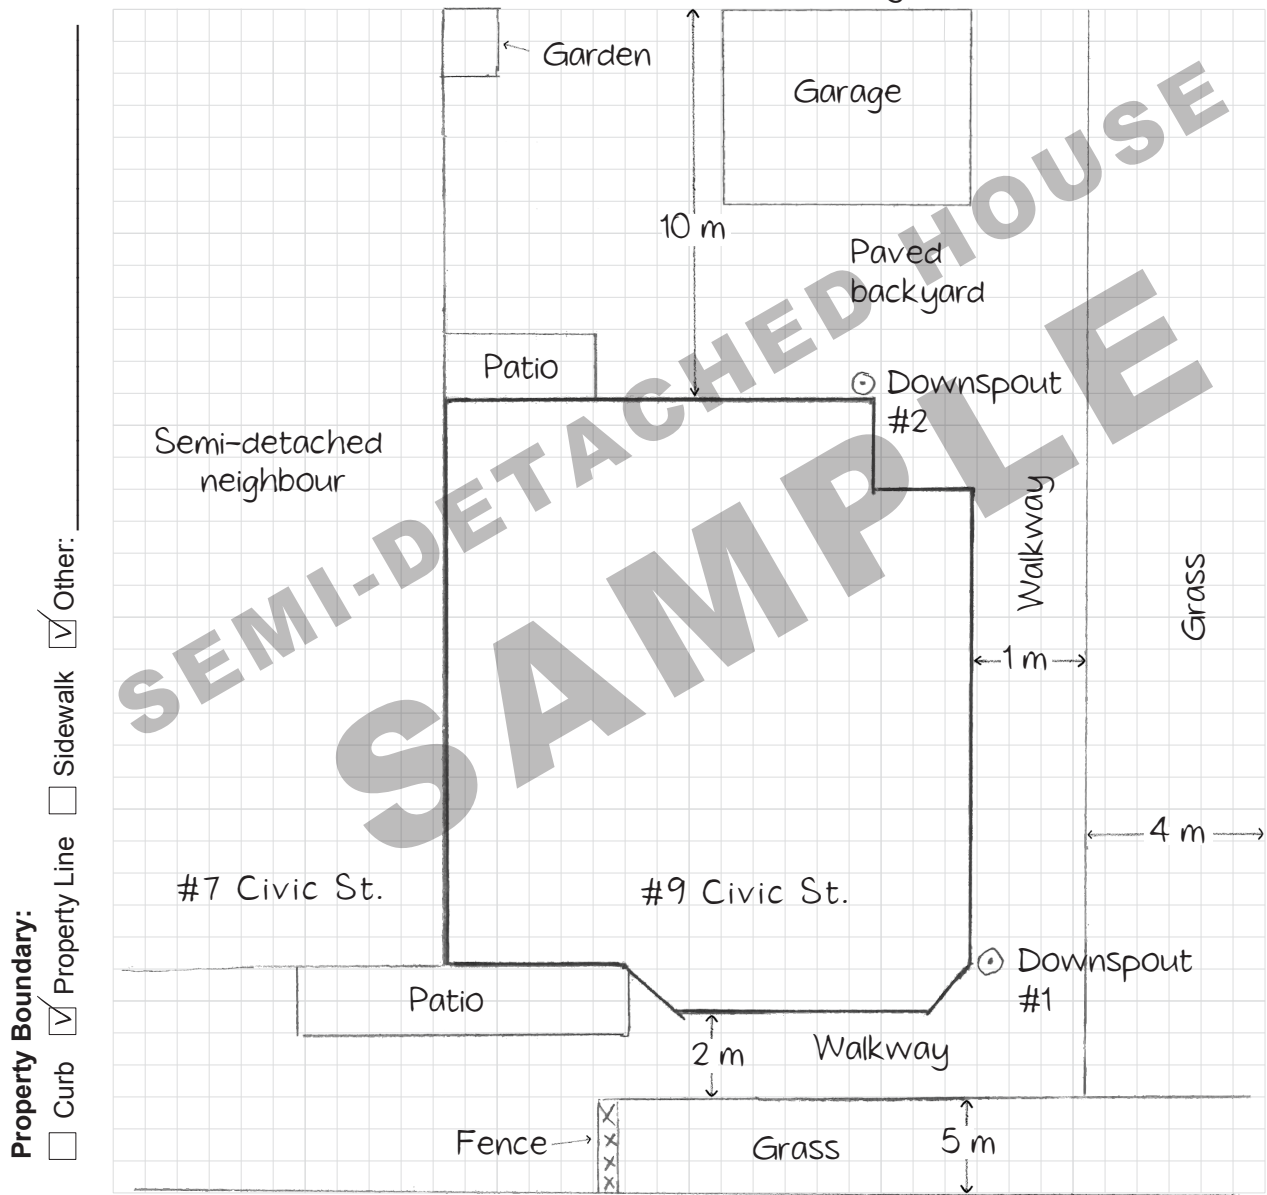 Garden
Garage
10 m
Paved
backyard
Patio
Downspout
#2
Semi-detached
neighbour
Walkway
Grass
1 m
4 m
#7 Civic St.
#9 Civic St.
Downspout
#1
Patio
2 m
Walkway
Fence
Grass
5 m
Property Boundary:
Curb
Property Line
Sidewalk
Other:
SEMI-DETACHED HOUSE
SAMPLE